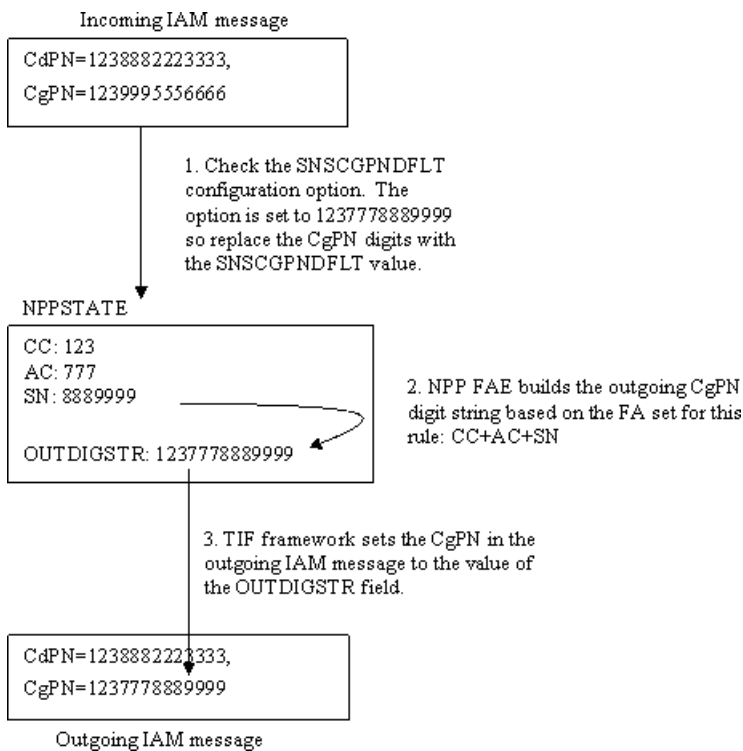 Incoming IAM message
CdPN=1238882223333,
CgPN=1239995556666
1. Check the SNSCGPNDFLT
configuration option. The
option is set to 1237778889999
so replace the CgPN digits with
the SNSCGPNDFLT value.
NPPSTATE
CC: 123
AC: 777
SN: 8889999
OUTDIGSTR: 1237778889999
2. NPP FAE builds the outgoing CgPN
digit string based on the FA set for this
rule: CC+AC+SN
3. TIF framework sets the CgPN in the
outgoing IAM message to the value of
the OUTDIGSTR field.
CdPN=1238882223333,
CgPN=1237778889999
Outgoing IAM message